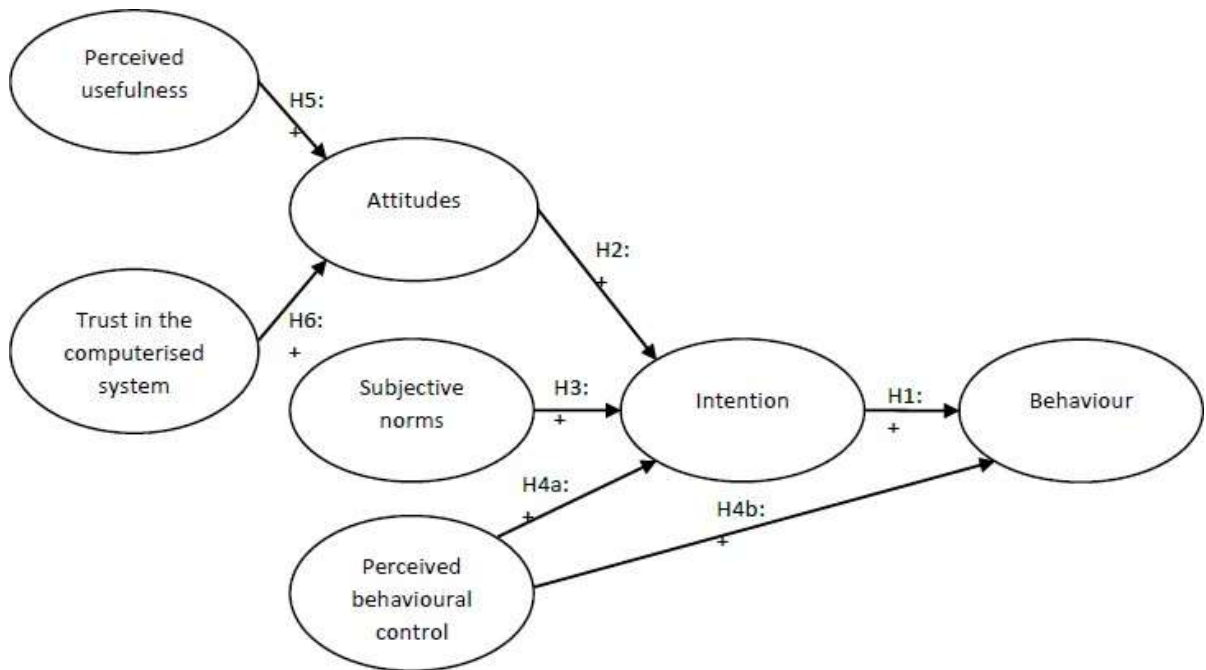 Perceived
usefulness
H5:
+
Attitudes
H2:
+
Trust in the
computerised
system
H6:
+
Subjective
norms
H3:
+
Intention
H1:
+
Behaviour
H4a:
+
H4b:
+
Perceived
behavioural
control